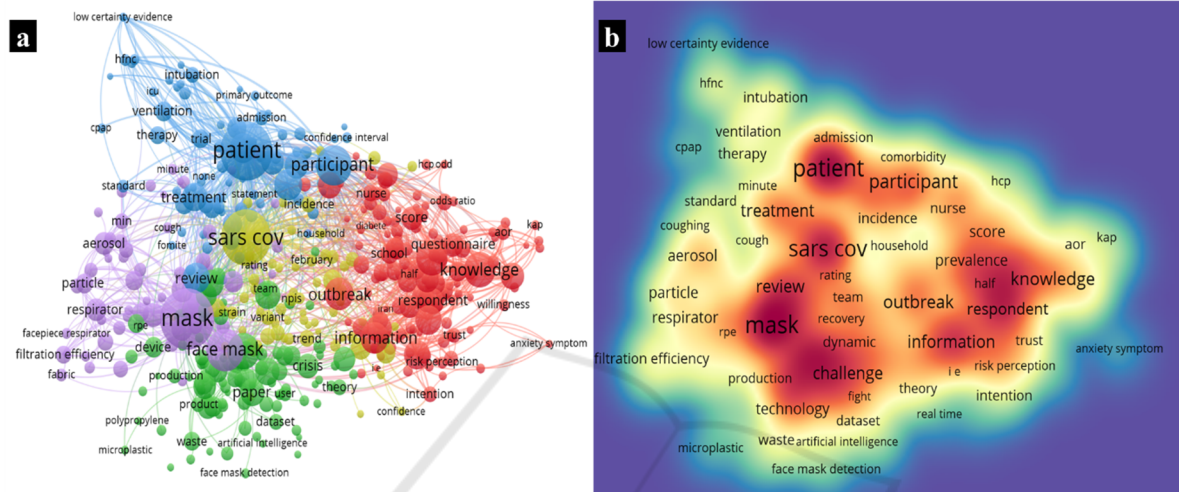 a
low certainty evidence
hfnc
intubation
icu
primary outcome
ventilation
admission
cpap
therapy
trial
confidence interval
patient
participant
minute
none
hcp odd
standard
treatment
statement
nurse
odds ratio
incidence
min
score
cough
diabete
aor
kap
aerosol
fomite
sars cov
household
questionnaire
february
school
rating
review
half
knowledge
particle
team
npis
outbreak
respondent
willingness
respirator
mask
strain
variant
iran
facepiece respirator
rpe
information
trust
device
face mask
trend
anxiety symptom
filtration efficiency
crisis
i e
risk perception
fabric
production
theory
paper
user
intention
product
confidence
polypropylene
dataset
waste
artificial intelligence
microplastic
face mask detection
b
low certainty evidence
hfnc
intubation
ventilation
admission
cpap
therapy
comorbidity
patient
participant
hcp
minute
standard
treatment
nurse
incidence
coughing
score
cough
sars cov
household
aor
kap
aerosol
prevalence
rating
review
half
knowledge
particle
team
outbreak
respondent
respirator
mask
recovery
rpe
dynamic
information
trust
anxiety symptom
filtration efficiency
challenge
i e
risk perception
production
theory
fight
intention
technology
dataset
real time
waste
artificial intelligence
microplastic
face mask detection